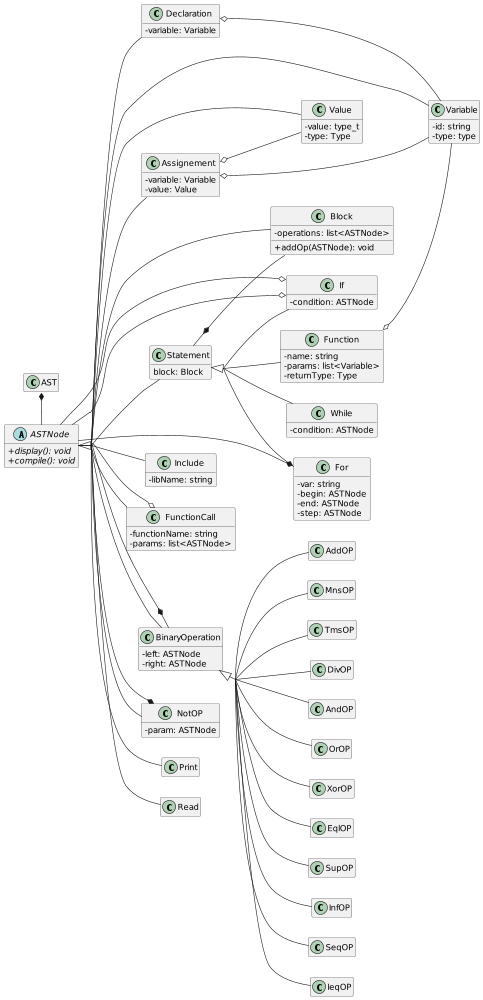 C Declaration
-variable: Variable
C Value
-value: type_t
-type: Type
C Variable
-id: string
-type: type
C Assignement
-variable: Variable
-value: Value
C Block
-operations: list<ASTNode>
+addOp(ASTNode): void
C If
-condition: ASTNode
C Statement
block: Block
C Function
-name: string
-params: list<Variable>
-returnType: Type
C AST
C While
-condition: ASTNode
A ASTNode
+display(): void
+compile(): void
C Include
-libName: string
C For
-var: string
-begin: ASTNode
-end: ASTNode
-step: ASTNode
C FunctionCall
-functionName: string
-params: list<ASTNode>
C AddOP
C MnsOP
C TmsOP
C BinaryOperation
-left: ASTNode
-right: ASTNode
C DivOP
C AndOP
C NotOP
-param: ASTNode
C OrOP
C Print
C XorOP
C Read
C EqlOP
C SupOP
C InfOP
C SeqOP
C IeqOP